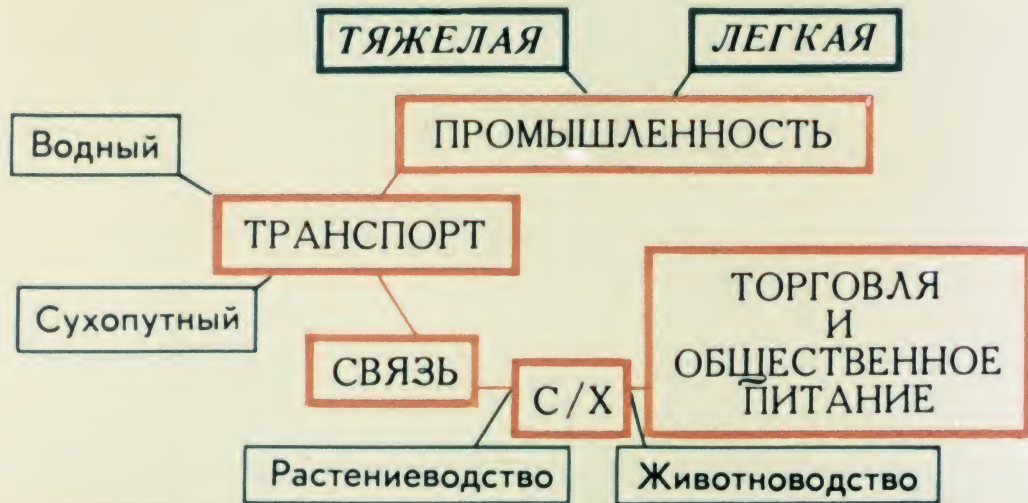 ТЯЖЕЛАЯ
ЛЕГКАЯ
ПРОМЫШЛЕННОСТЬ
Водный
ТРАНСПОРТ
Сухопутный
ТОРГОВЛЯ
И
ОБЩЕСТВЕННОЕ
ПИТАНИЕ
СВЯЗЬ
С/Х
Растениеводство
Животноводство